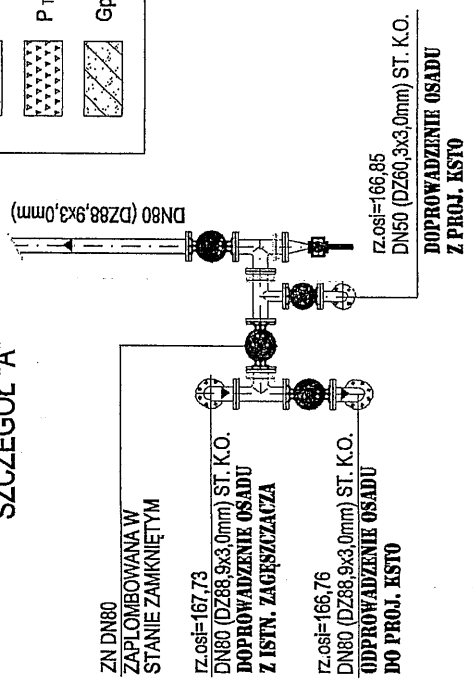 PT
Gp
SZCZEGÓŁ "A"
DN80 (DZ88,9x3,0mm)
ZN DN80
ZAPLOMBOWANA W
STANIE ZAMKNIĘTYM
rz.osi=167,73
DN80 (DZ88,9x3,0mm) ST. K.O.
DOPROWADZENIE OSADU
Z ISTN. ZAGĘSZCZACZA
rz.osi=166,76
DN80 (DZ88,9x3,0mm) ST. K.O.
ODPROWADZENIE OSADU
DO PROJ. KSTO
rz.osi=166,85
DN50 (DZ60,3x3,0mm) ST. K.O.
DOPROWADZENIE OSADU
Z PROJ. KSTO